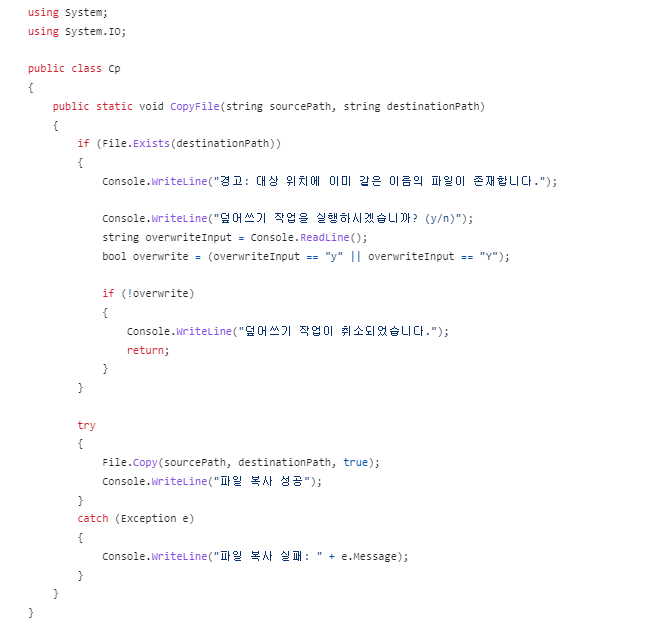 using System;
using System.IO;
public class Cp
{
public static void CopyFile(string sourcePath, string destinationPath)
{
if (File.Exists(destinationPath))
{
Console.WriteLine("경고: 대상 위치에 이미 같은 이음의 파일이 존재합니다.");
Console.WriteLine("덮어쓰기 작업을 실행하시겠습니까? (y/n)");
string overwriteInput = Console.ReadLine();
bool overwrite = (overwriteInput == "y" || overwriteInput == "Y");
if (!overwrite)
{
Console.WriteLine("덮어쓰기 작업이 취소되었습니다.");
return;
}
}
try
{
File.Copy(sourcePath, destinationPath, true);
Console.WriteLine("파일 복사 성공");
}
catch (Exception e)
{
Console.WriteLine("파일 복사 실패: " + e.Message);
}
}
}